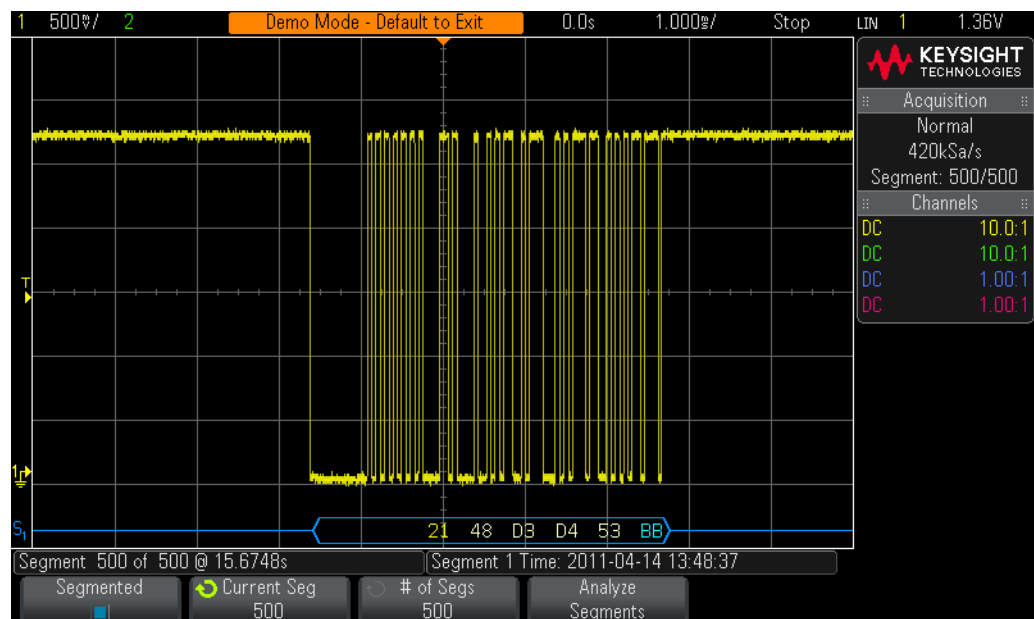 1 500mV/ 2 Demo Mode - Default to Exit 0.0s 1.000ms/ Stop LIN 1 1.36V
KEYSIGHT
TECHNOLOGIES
Acquisition
Normal
420kSa/s
Segment: 500/500
Channels
DC 10.0:1
DC 10.0:1
DC 1.00:1
DC 1.00:1
T
1
S1 21 48 D3 D4 53 BB
Segment 500 of 500 @ 15.6748s Segment 1 Time: 2011-04-14 13:48:37
Segmented Current Seg # of Segs Analyze
500 500 Segments